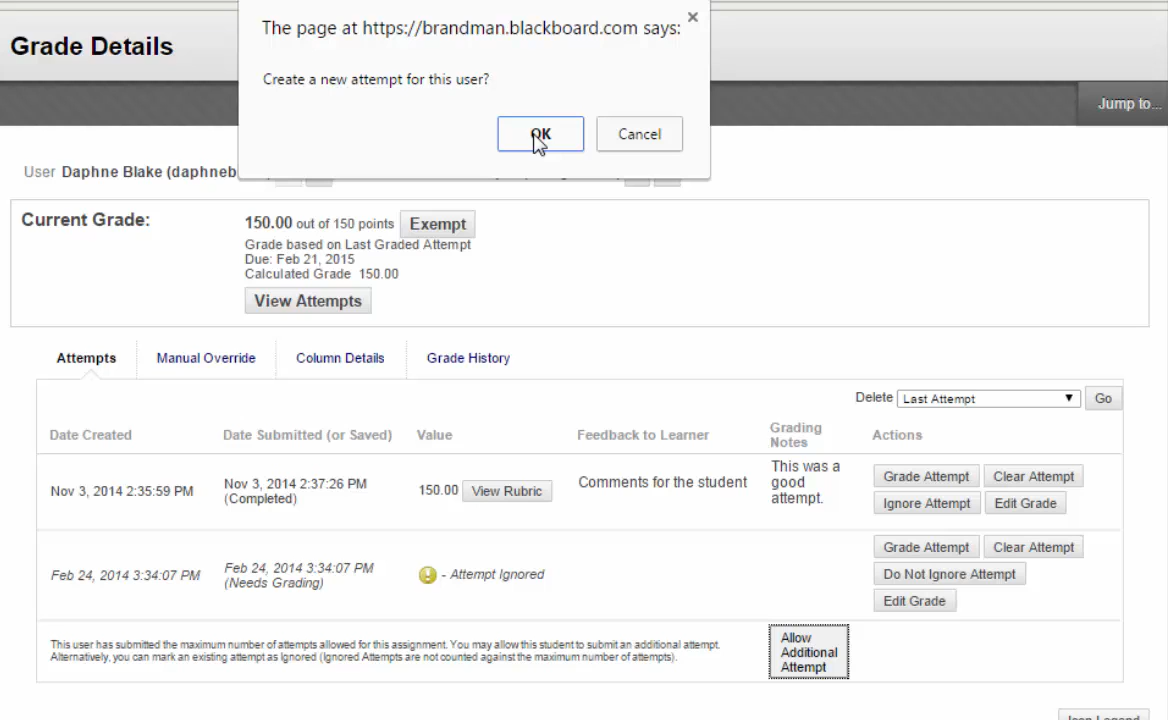 The page at https://brandman.blackboard.com says:
Create a new attempt for this user?
OK
Cancel
Grade Details
Jump to...
User Daphne Blake (daphneb
Current Grade:
150.00 out of 150 points Exempt
Grade based on Last Graded Attempt
Due: Feb 21, 2015
Calculated Grade 150.00
View Attempts
Attempts Manual Override Column Details Grade History
Delete Last Attempt Go
Date Created Date Submitted (or Saved) Value Feedback to Learner Grading Notes Actions
Nov 3, 2014 2:35:59 PM
Nov 3, 2014 2:37:26 PM
(Completed)
150.00 View Rubric
Comments for the student
This was a
good
attempt.
Grade Attempt Clear Attempt
Ignore Attempt Edit Grade
Feb 24, 2014 3:34:07 PM
Feb 24, 2014 3:34:07 PM
(Needs Grading)
- Attempt Ignored
Grade Attempt Clear Attempt
Do Not Ignore Attempt
Edit Grade
This user has submitted the maximum number of attempts allowed for this assignment. You may allow this student to submit an additional attempt.
Alternatively, you can mark an existing attempt as Ignored (Ignored Attempts are not counted against the maximum number of attempts).
Allow
Additional
Attempt
Icon Legend